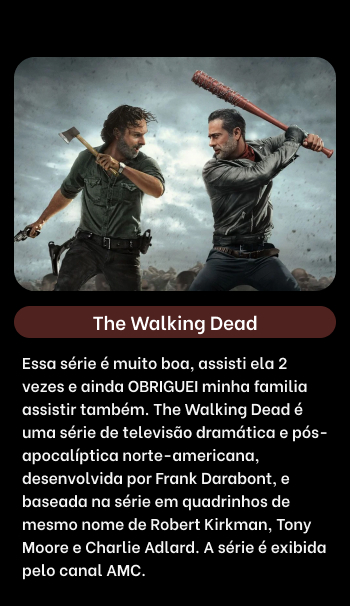 The Walking Dead
Essa série é muito boa, assisti ela 2
vezes e ainda OBRIGUEI minha familia
assistir também. The Walking Dead é
uma série de televisão dramática e pós-
apocalíptica norte-americana,
desenvolvida por Frank Darabont, e
baseada na série em quadrinhos de
mesmo nome de Robert Kirkman, Tony
Moore e Charlie Adlard. A série é exibida
pelo canal AMC.